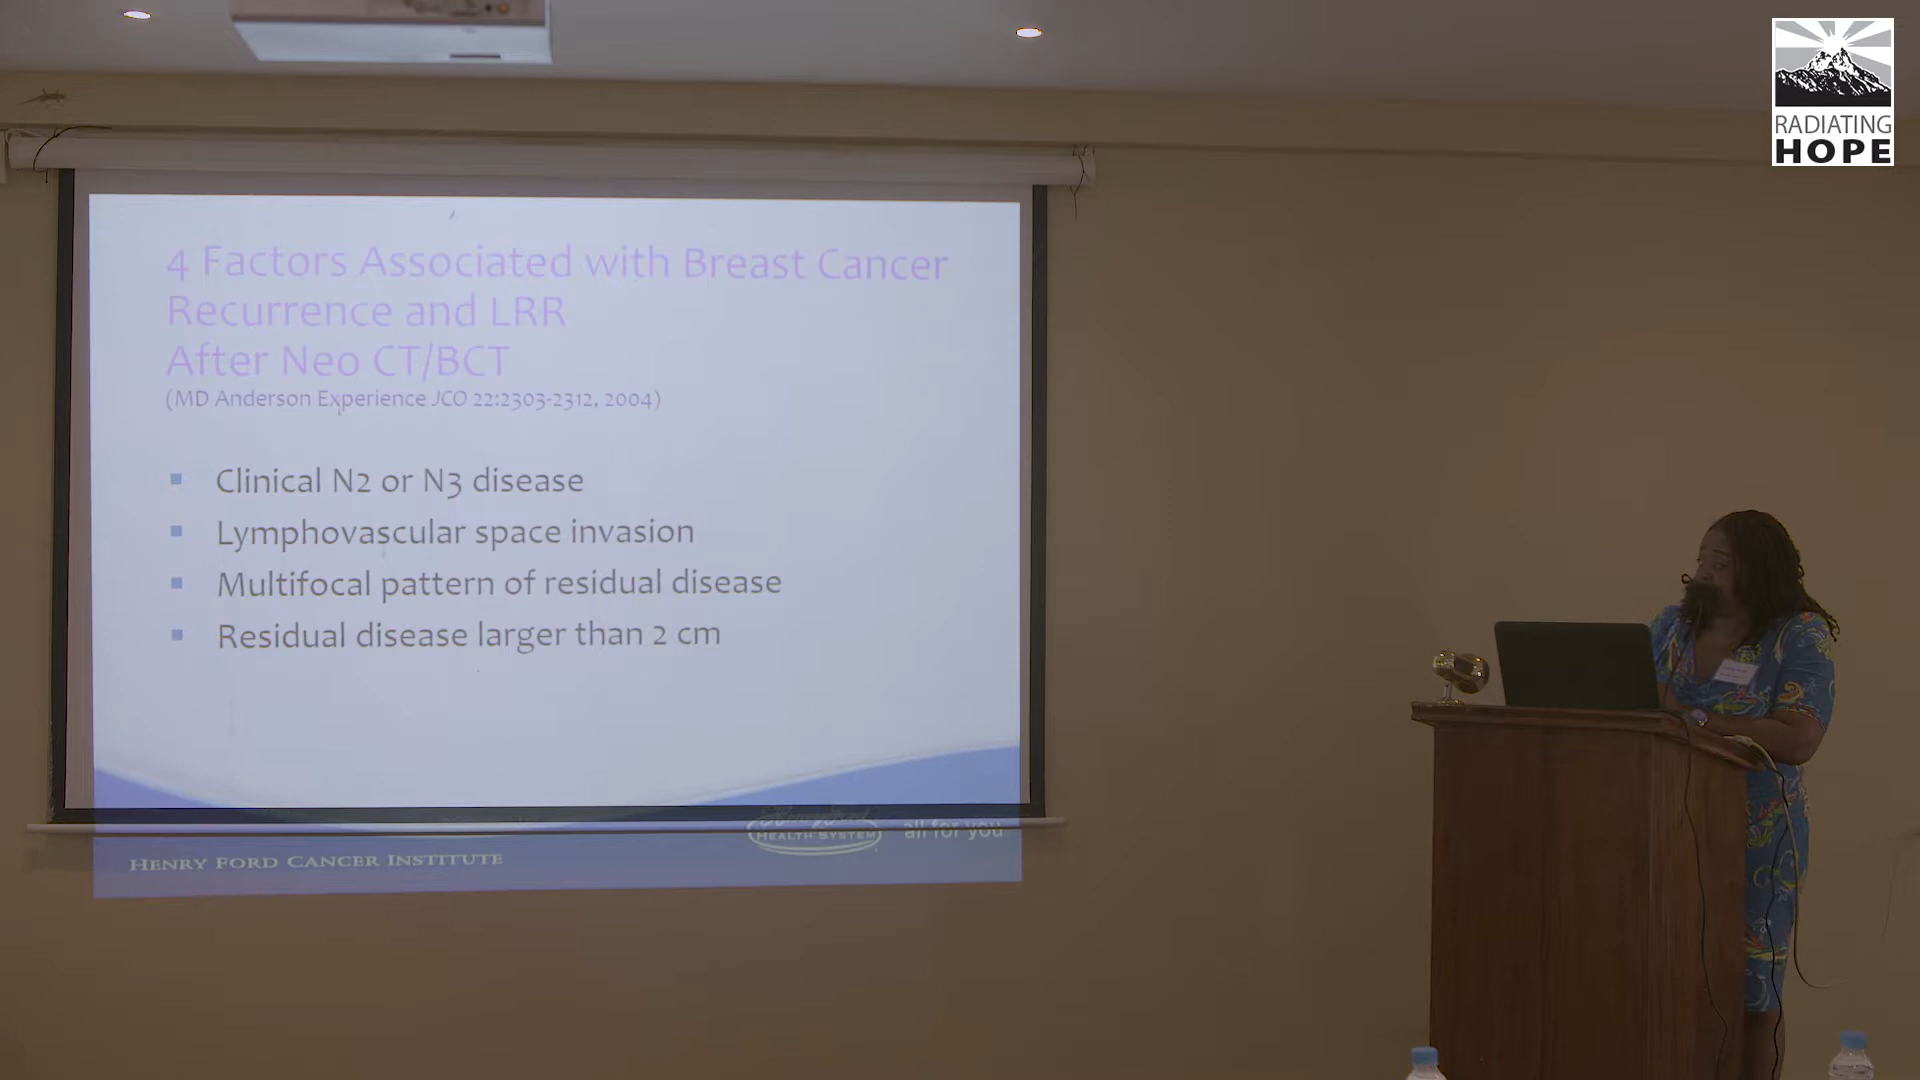 RADIATING
HOPE
4 Factors Associated with Breast Cancer
Recurrence and LRR
After Neo CT/BCT
(MD Anderson Experience JCO 22:2303-2312, 2004)
Clinical N2 or N3 disease
Lymphovascular space invasion
Multifocal pattern of residual disease
Residual disease larger than 2 cm
HEALTH SYSTEM
all for you
HENRY FORD CANCER INSTITUTE